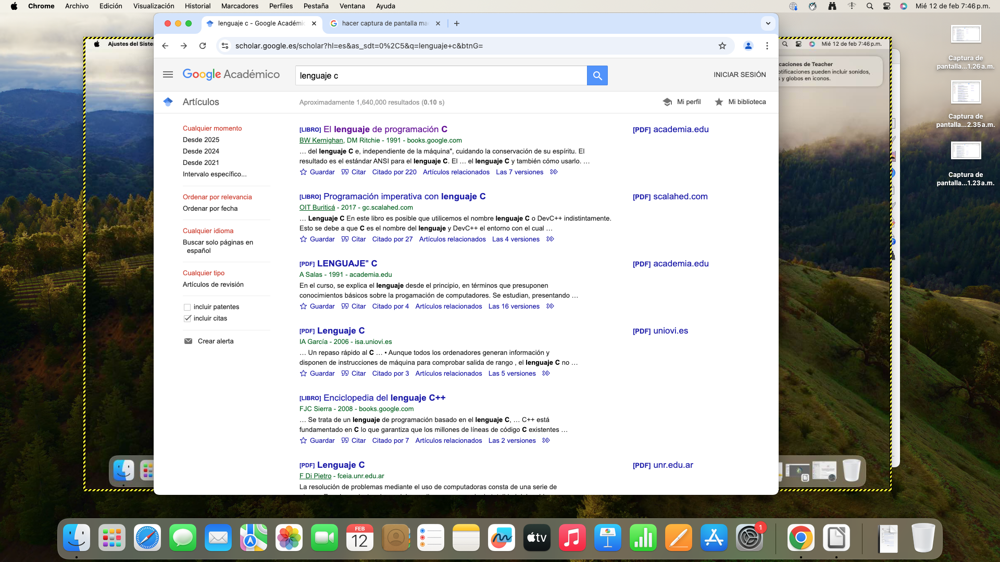 Chrome Archivo Edición Visualización Historial Marcadores Perfiles Pestaña Ventana Ayuda Mié 12 de feb 7:46 p.m.
lenguaje c - Google Académic
hacer captura de pantalla ma
scholar.google.es/scholar?hl=es&as_sdt=0%2C5&q=lenguaje+c&btnG=
Ajustes del Siste
Mié 12 de feb 7:46 p.m.
caciones de Teacher
otificaciones pueden incluir sonidos,
s y globos en iconos.
Captura de
pantalla...1.26 a.m.
Captura de
pantalla...2.35 a.m.
Captura de
pantalla...1.23 a.m.
Google Académico
lenguaje c
INICIAR SESIÓN
Artículos
Aproximadamente 1,640,000 resultados (0.10 s)
Mi perfil
Mi biblioteca
Cualquier momento
Desde 2025
Desde 2024
Desde 2021
Intervalo específico...
Ordenar por relevancia
Ordenar por fecha
Cualquier idioma
Buscar solo páginas en
español
Cualquier tipo
Artículos de revisión
incluir patentes
incluir citas
Crear alerta
[LIBRO] El lenguaje de programación C
BW Kernighan, DM Ritchie - 1991 - books.google.com
… del lenguaje C e, independiente de la máquina", cuidando la conservación de su espíritu. El
resultado es el estándar ANSI para el lenguaje C. El … el lenguaje C y también cómo usarlo. …
Guardar Citar Citado por 220 Artículos relacionados Las 7 versiones
[PDF] academia.edu
[LIBRO] Programación imperativa con lenguaje C
OIT Buriticá - 2017 - gc.scalahed.com
… Lenguaje C En este libro es posible que utilicemos el nombre lenguaje C o DevC++ indistintamente.
Esto se debe a que C es el nombre del lenguaje y DevC++ el entorno con el cual …
Guardar Citar Citado por 27 Artículos relacionados Las 4 versiones
[PDF] scalahed.com
[PDF] LENGUAJE" C
A Salas - 1991 - academia.edu
En el curso, se explica el lenguaje desde el principio, en términos que presuponen
conocimientos básicos sobre la progamación de computadores. Se estudian, presentando …
Guardar Citar Citado por 4 Artículos relacionados Las 16 versiones
[PDF] academia.edu
[PDF] Lenguaje C
IA García - 2006 - isa.uniovi.es
… Un repaso rápido al C … • Aunque todos los ordenadores generan información y
disponen de instrucciones de máquina para comprobar salida de rango , el lenguaje C no …
Guardar Citar Citado por 3 Artículos relacionados Las 5 versiones
[PDF] uniovi.es
[LIBRO] Enciclopedia del lenguaje C++
FJC Sierra - 2008 - books.google.com
… Se trata de un lenguaje de programación basado en el lenguaje C, … C++ está
fundamentado en C lo que garantiza que los millones de líneas de código C existentes …
Guardar Citar Citado por 7 Artículos relacionados Las 2 versiones
[PDF] Lenguaje C
F Di Pietro - fceia.unr.edu.ar
La resolución de problemas mediante el uso de computadoras consta de una serie de
[PDF] unr.edu.ar
FEB
12
tv
1